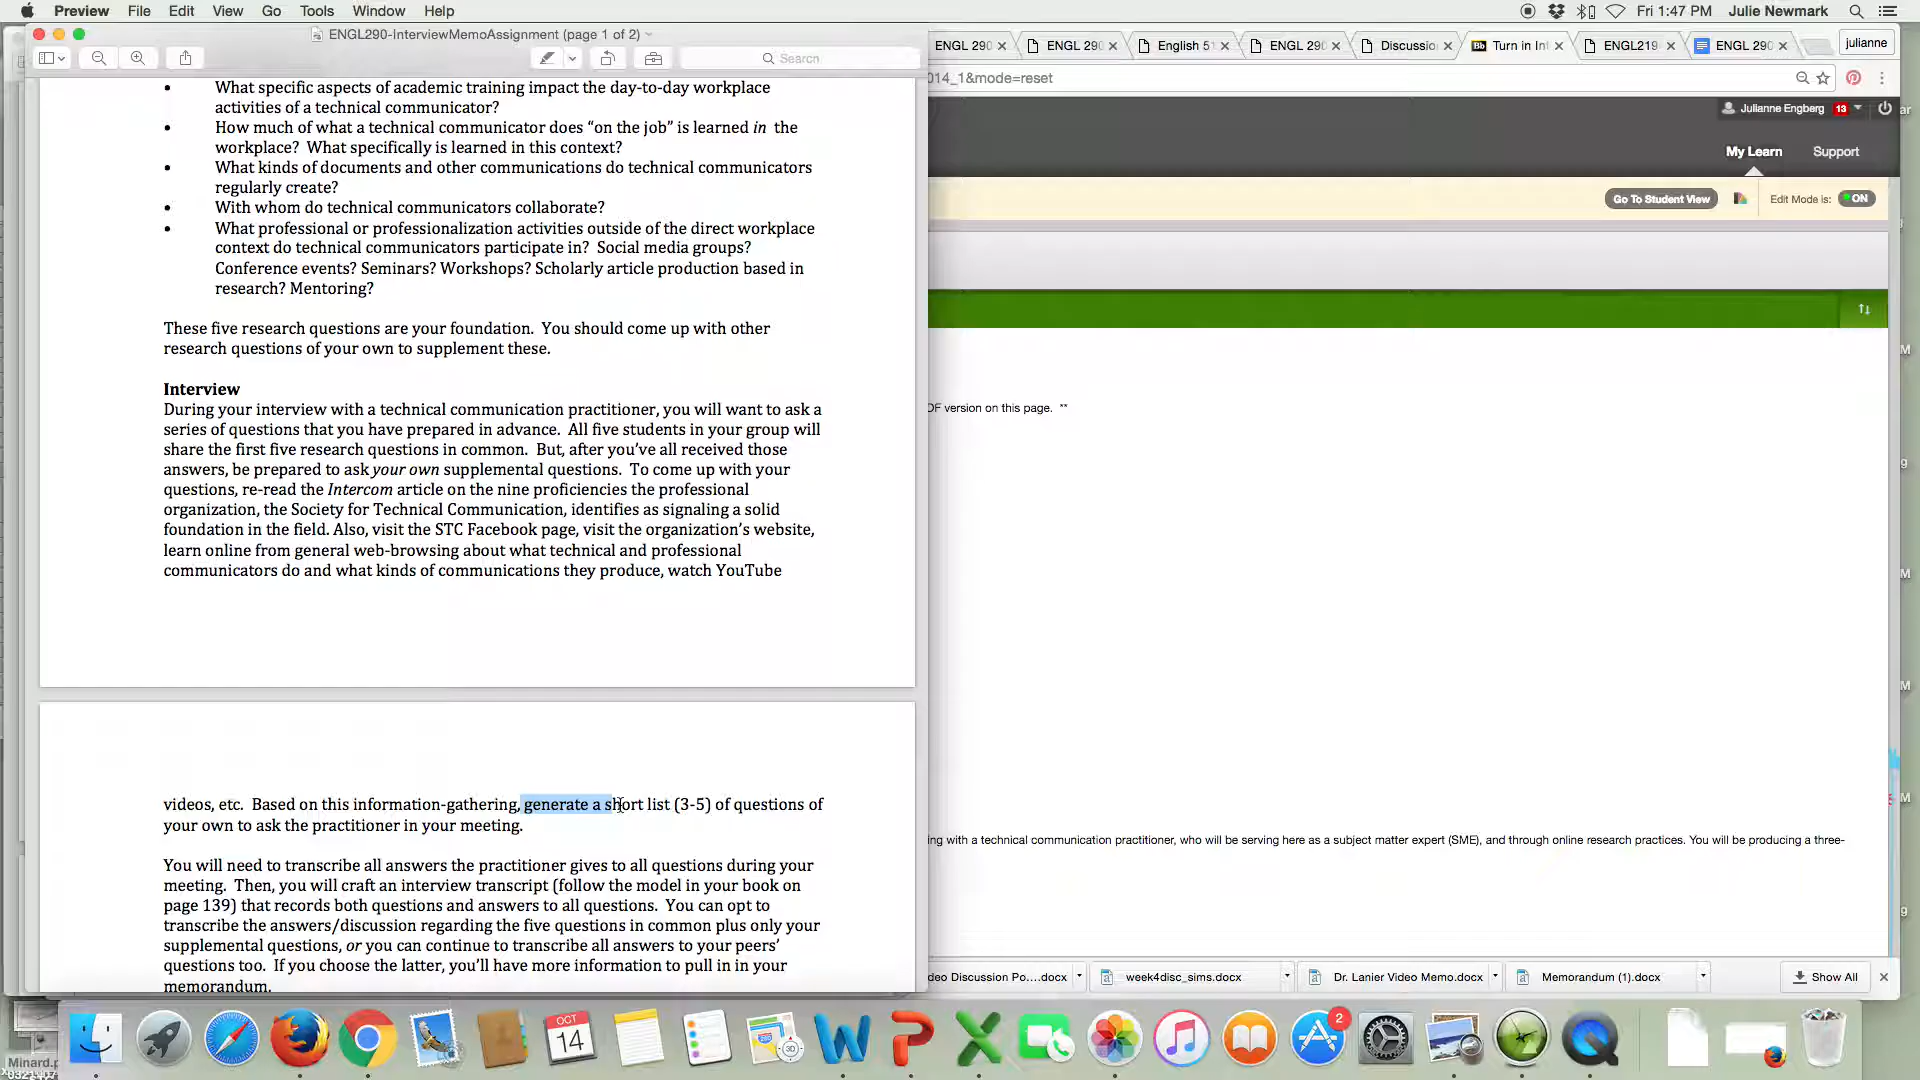 Preview File Edit View Go Tools Window Help Fri 1:47 PM Julie Newmark
ENGL290-InterviewMemoAssignment (page 1 of 2)
Search
ENGL 290 ENGL 290 English 51 ENGL 290 Discussio Turn in Int ENGL219 ENGL 290 julianne
014_1&mode=reset
Julianne Engberg 13
My Learn Support
Go To Student View Edit Mode is: ON
What specific aspects of academic training impact the day-to-day workplace
activities of a technical communicator?
• How much of what a technical communicator does “on the job” is learned in the
workplace? What specifically is learned in this context?
• What kinds of documents and other communications do technical communicators
regularly create?
• With whom do technical communicators collaborate?
• What professional or professionalization activities outside of the direct workplace
context do technical communicators participate in? Social media groups?
Conference events? Seminars? Workshops? Scholarly article production based in
research? Mentoring?
These five research questions are your foundation. You should come up with other
research questions of your own to supplement these.
Interview
During your interview with a technical communication practitioner, you will want to ask a
series of questions that you have prepared in advance. All five students in your group will
share the first five research questions in common. But, after you’ve all received those
answers, be prepared to ask your own supplemental questions. To come up with your
questions, re-read the Intercom article on the nine proficiencies the professional
organization, the Society for Technical Communication, identifies as signaling a solid
foundation in the field. Also, visit the STC Facebook page, visit the organization’s website,
learn online from general web-browsing about what technical and professional
communicators do and what kinds of communications they produce, watch YouTube
videos, etc. Based on this information-gathering, generate a short list (3-5) of questions of
your own to ask the practitioner in your meeting.
You will need to transcribe all answers the practitioner gives to all questions during your
meeting. Then, you will craft an interview transcript (follow the model in your book on
page 139) that records both questions and answers to all questions. You can opt to
transcribe the answers/discussion regarding the five questions in common plus only your
supplemental questions, or you can continue to transcribe all answers to your peers’
questions too. If you choose the latter, you’ll have more information to pull in in your
memorandum.
DF version on this page. **
ing with a technical communication practitioner, who will be serving here as a subject matter expert (SME), and through online research practices. You will be producing a three-
deo Discussion Po....docx week4disc_sims.docx Dr. Lanier Video Memo.docx Memorandum (1).docx Show All
OCT
14
2
Minard.p